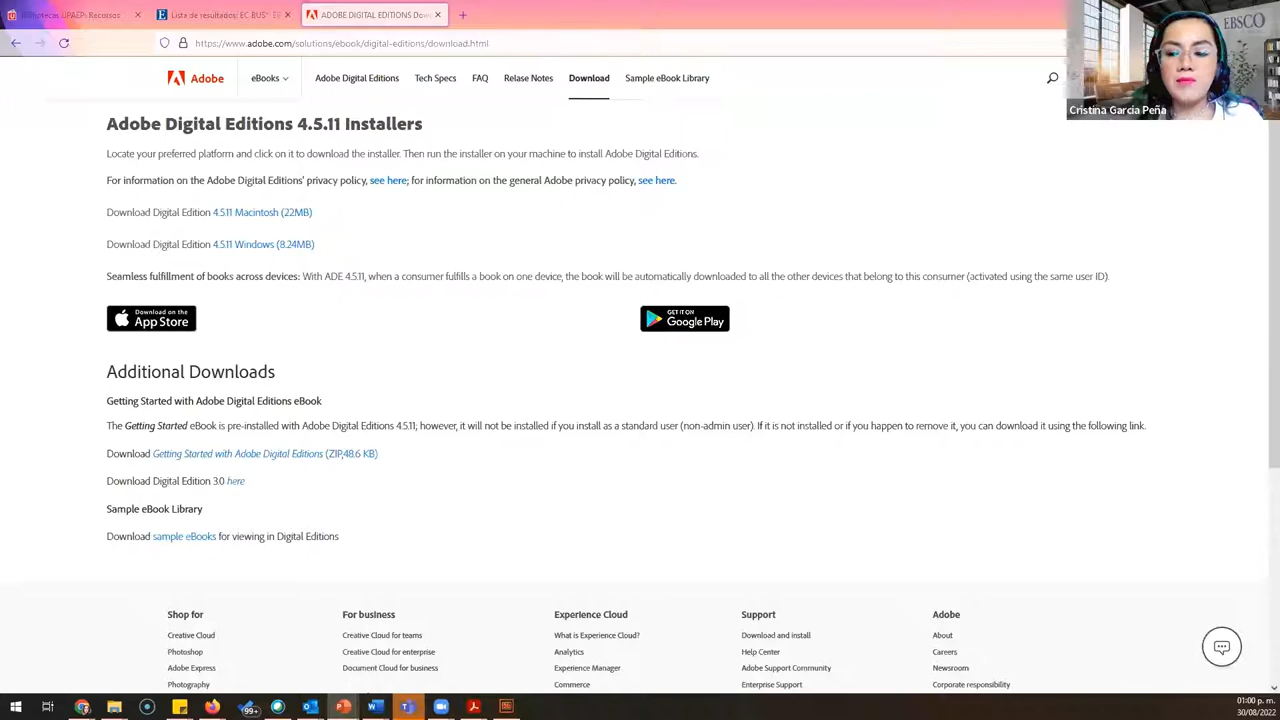 Bibliotecas UPAEP: Recursos
Lista de resultados: EC BUS
ADOBE DIGITAL EDITIONS Dow
https://www.adobe.com/solutions/ebook/digital-editions/download.html
EBSCO
Cristina Garcia Peña
Adobe
eBooks
Adobe Digital Editions
Tech Specs
FAQ
Relase Notes
Download
Sample eBook Library
Adobe Digital Editions 4.5.11 Installers
Locate your preferred platform and click on it to download the installer. Then run the installer on your machine to install Adobe Digital Editions.
For information on the Adobe Digital Editions' privacy policy, see here; for information on the general Adobe privacy policy, see here.
Download Digital Edition 4.5.11 Macintosh (22MB)
Download Digital Edition 4.5.11 Windows (8.24MB)
Seamless fulfillment of books across devices: With ADE 4.5.11, when a consumer fulfills a book on one device, the book will be automatically downloaded to all the other devices that belong to this consumer (activated using the same user ID).
Download on the
App Store
GET IT ON
Google Play
Additional Downloads
Getting Started with Adobe Digital Editions eBook
The Getting Started eBook is pre-installed with Adobe Digital Editions 4.5.11; however, it will not be installed if you install as a standard user (non-admin user). If it is not installed or if you happen to remove it, you can download it using the following link.
Download Getting Started with Adobe Digital Editions (ZIP,48.6 KB)
Download Digital Edition 3.0 here
Sample eBook Library
Download sample eBooks for viewing in Digital Editions
Shop for
Creative Cloud
Photoshop
Adobe Express
Photography
For business
Creative Cloud for teams
Creative Cloud for enterprise
Document Cloud for business
Experience Cloud
What is Experience Cloud?
Analytics
Experience Manager
Commerce
Support
Download and install
Help Center
Adobe Support Community
Enterprise Support
Adobe
About
Careers
Newsroom
Corporate responsibility
99+
01:00 p. m.
30/08/2022